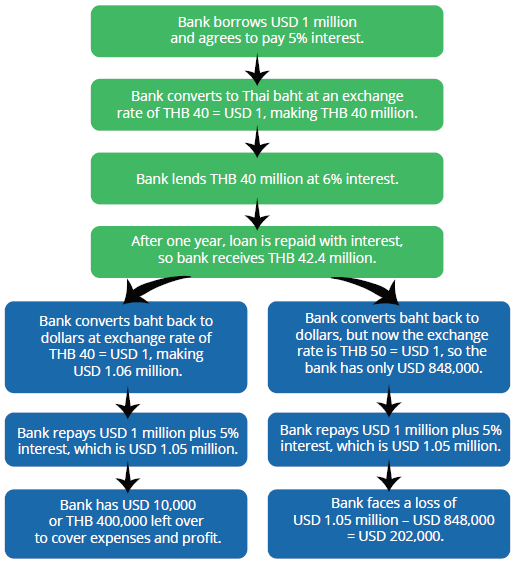 Bank borrows USD 1 million
and agrees to pay 5% interest.
Bank converts to Thai baht at an exchange
rate of THB 40 = USD 1, making THB 40 million.
Bank lends THB 40 million at 6% interest.
After one year, loan is repaid with interest,
so bank receives THB 42.4 million.
Bank converts baht back to
dollars at exchange rate of
THB 40 = USD 1, making
USD 1.06 million.
Bank repays USD 1 million plus 5%
interest, which is USD 1.05 million.
Bank has USD 10,000
or THB 400,000 left over
to cover expenses and profit.
Bank converts baht back to
dollars, but now the exchange
rate is THB 50 = USD 1, so the
bank has only USD 848,000.
Bank repays USD 1 million plus 5%
interest, which is USD 1.05 million.
Bank faces a loss of
USD 1.05 million – USD 848,000
= USD 202,000.